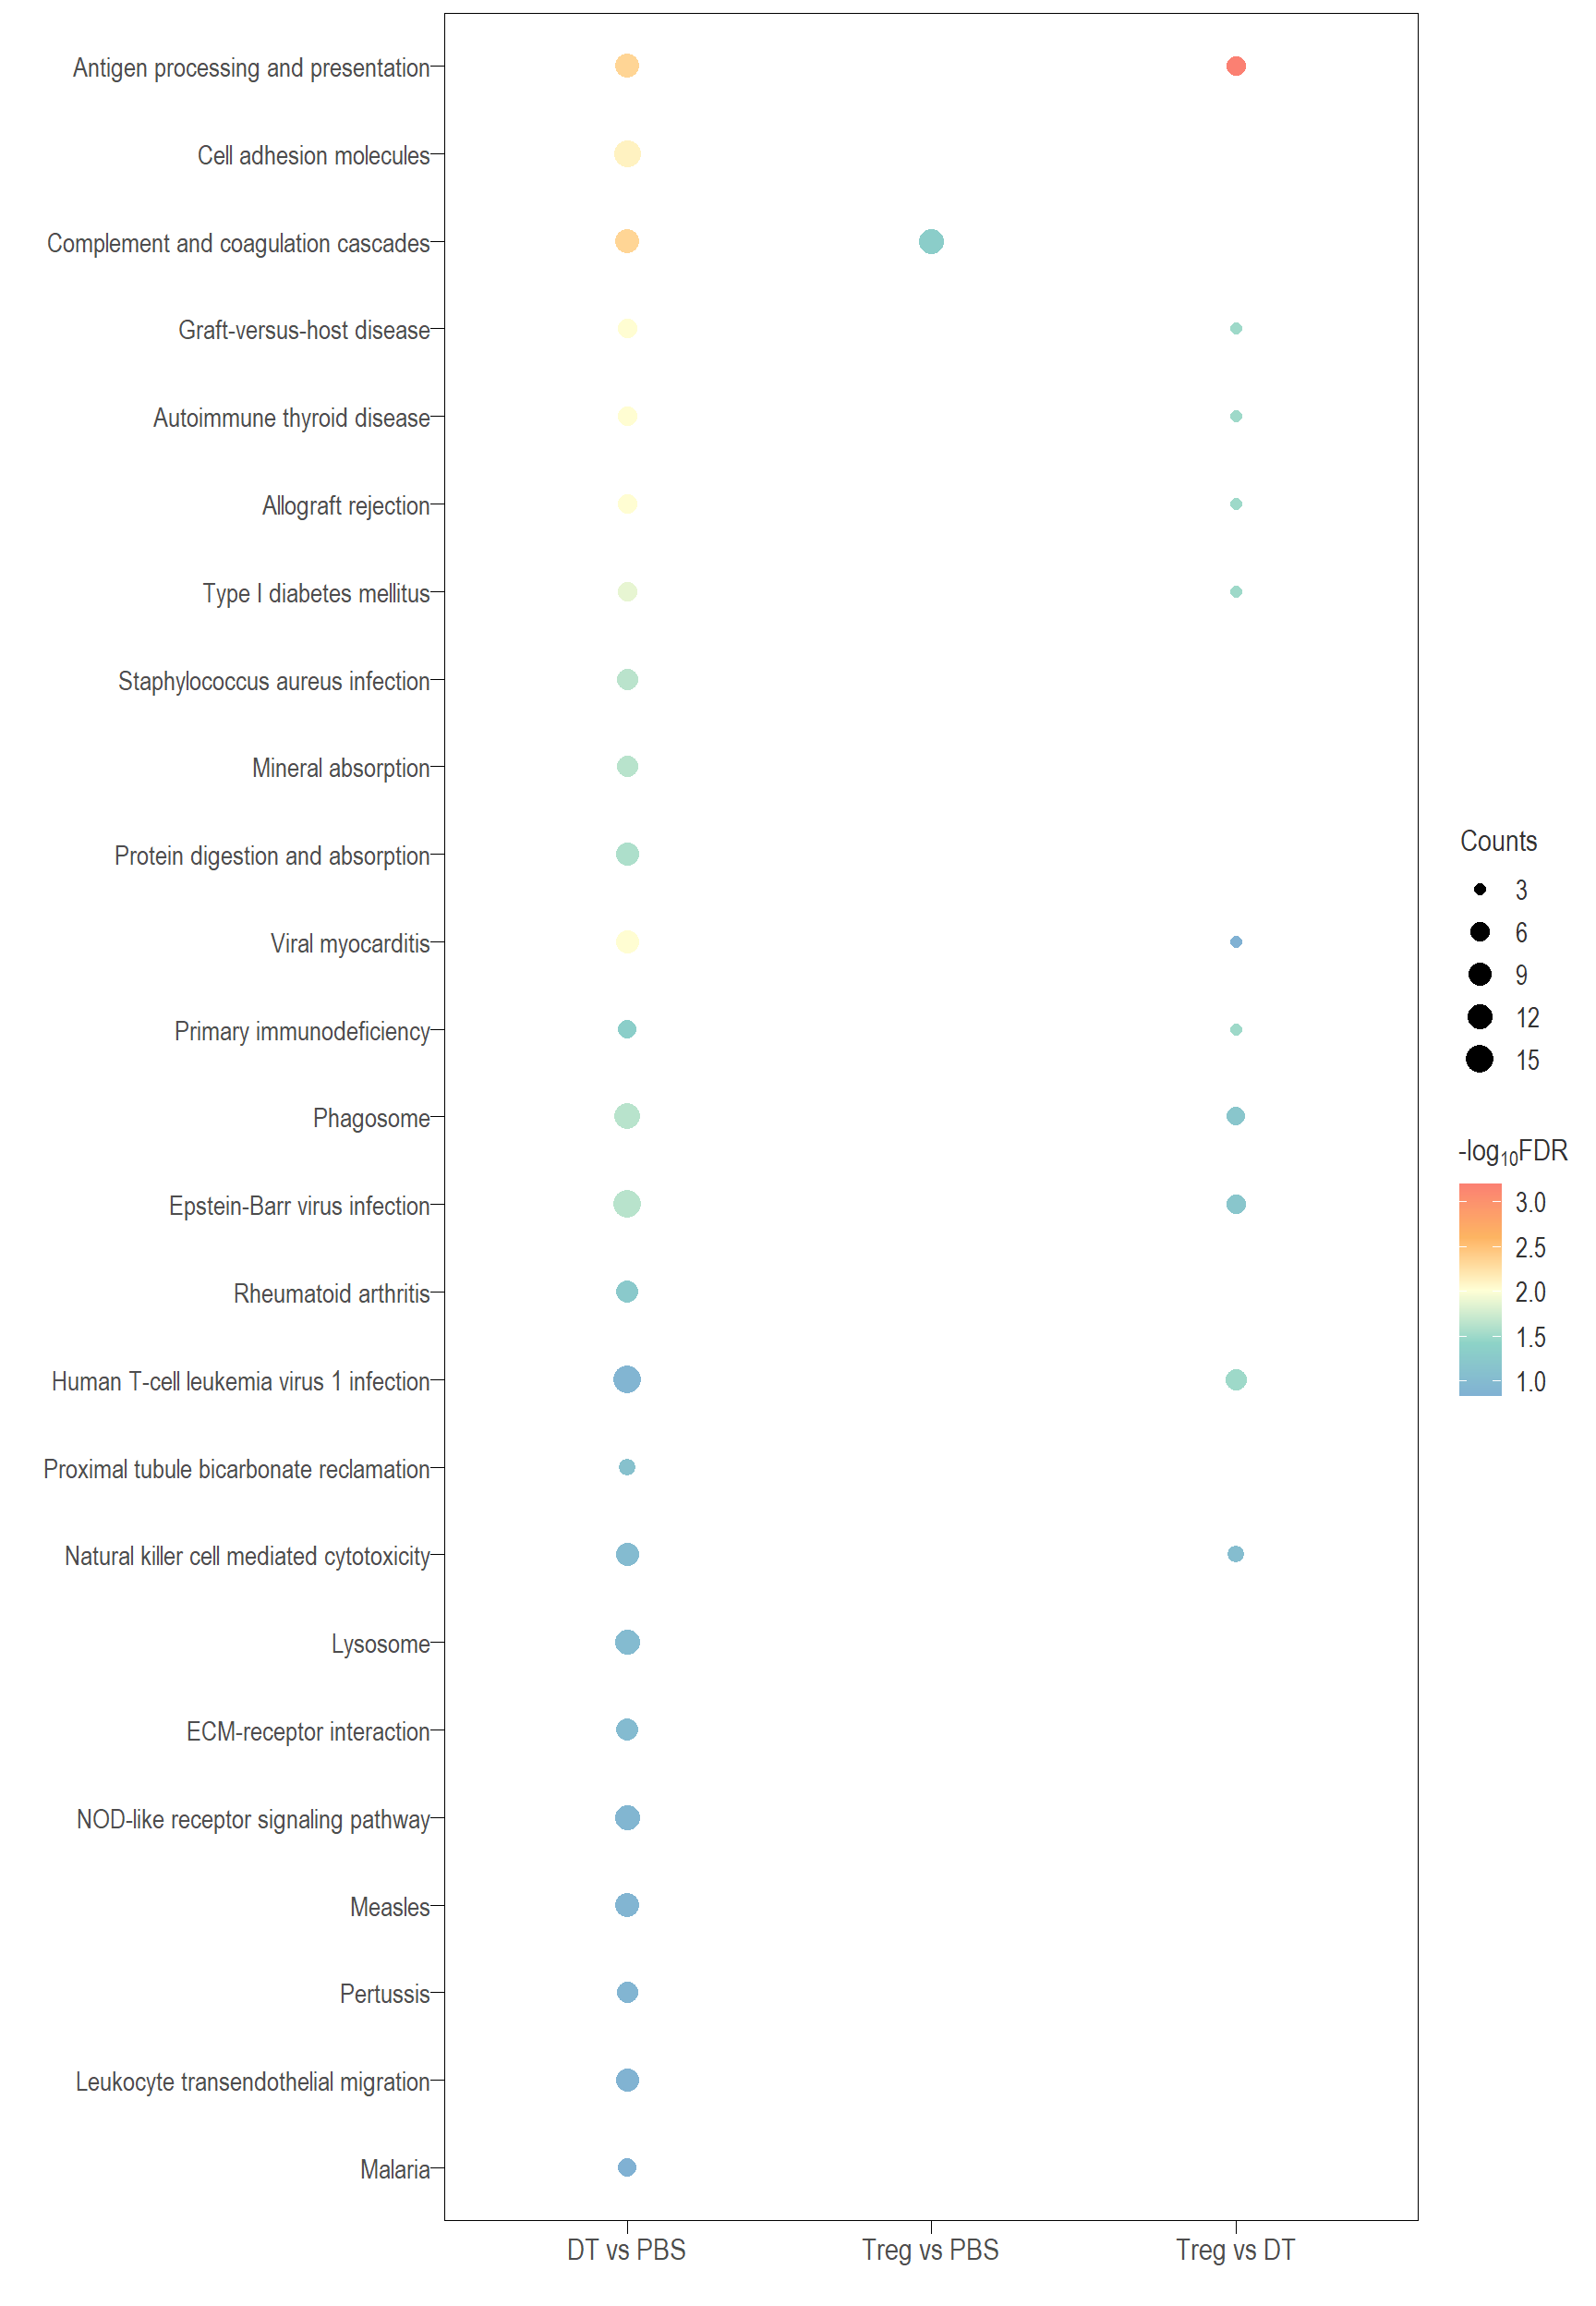 Antigen processing and presentation
Cell adhesion molecules
Complement and coagulation cascades
Graft-versus-host disease
Autoimmune thyroid disease
Allograft rejection
Type I diabetes mellitus
Staphylococcus aureus infection
Mineral absorption
Protein digestion and absorption
Viral myocarditis
Primary immunodeficiency
Phagosome
Epstein-Barr virus infection
Rheumatoid arthritis
Human T-cell leukemia virus 1 infection
Proximal tubule bicarbonate reclamation
Natural killer cell mediated cytotoxicity
Lysosome
ECM-receptor interaction
NOD-like receptor signaling pathway
Measles
Pertussis
Leukocyte transendothelial migration
Malaria
DT vs PBS
Treg vs PBS
Treg vs DT
Counts
3
6
9
12
15
-log₁₀FDR
3.0
2.5
2.0
1.5
1.0